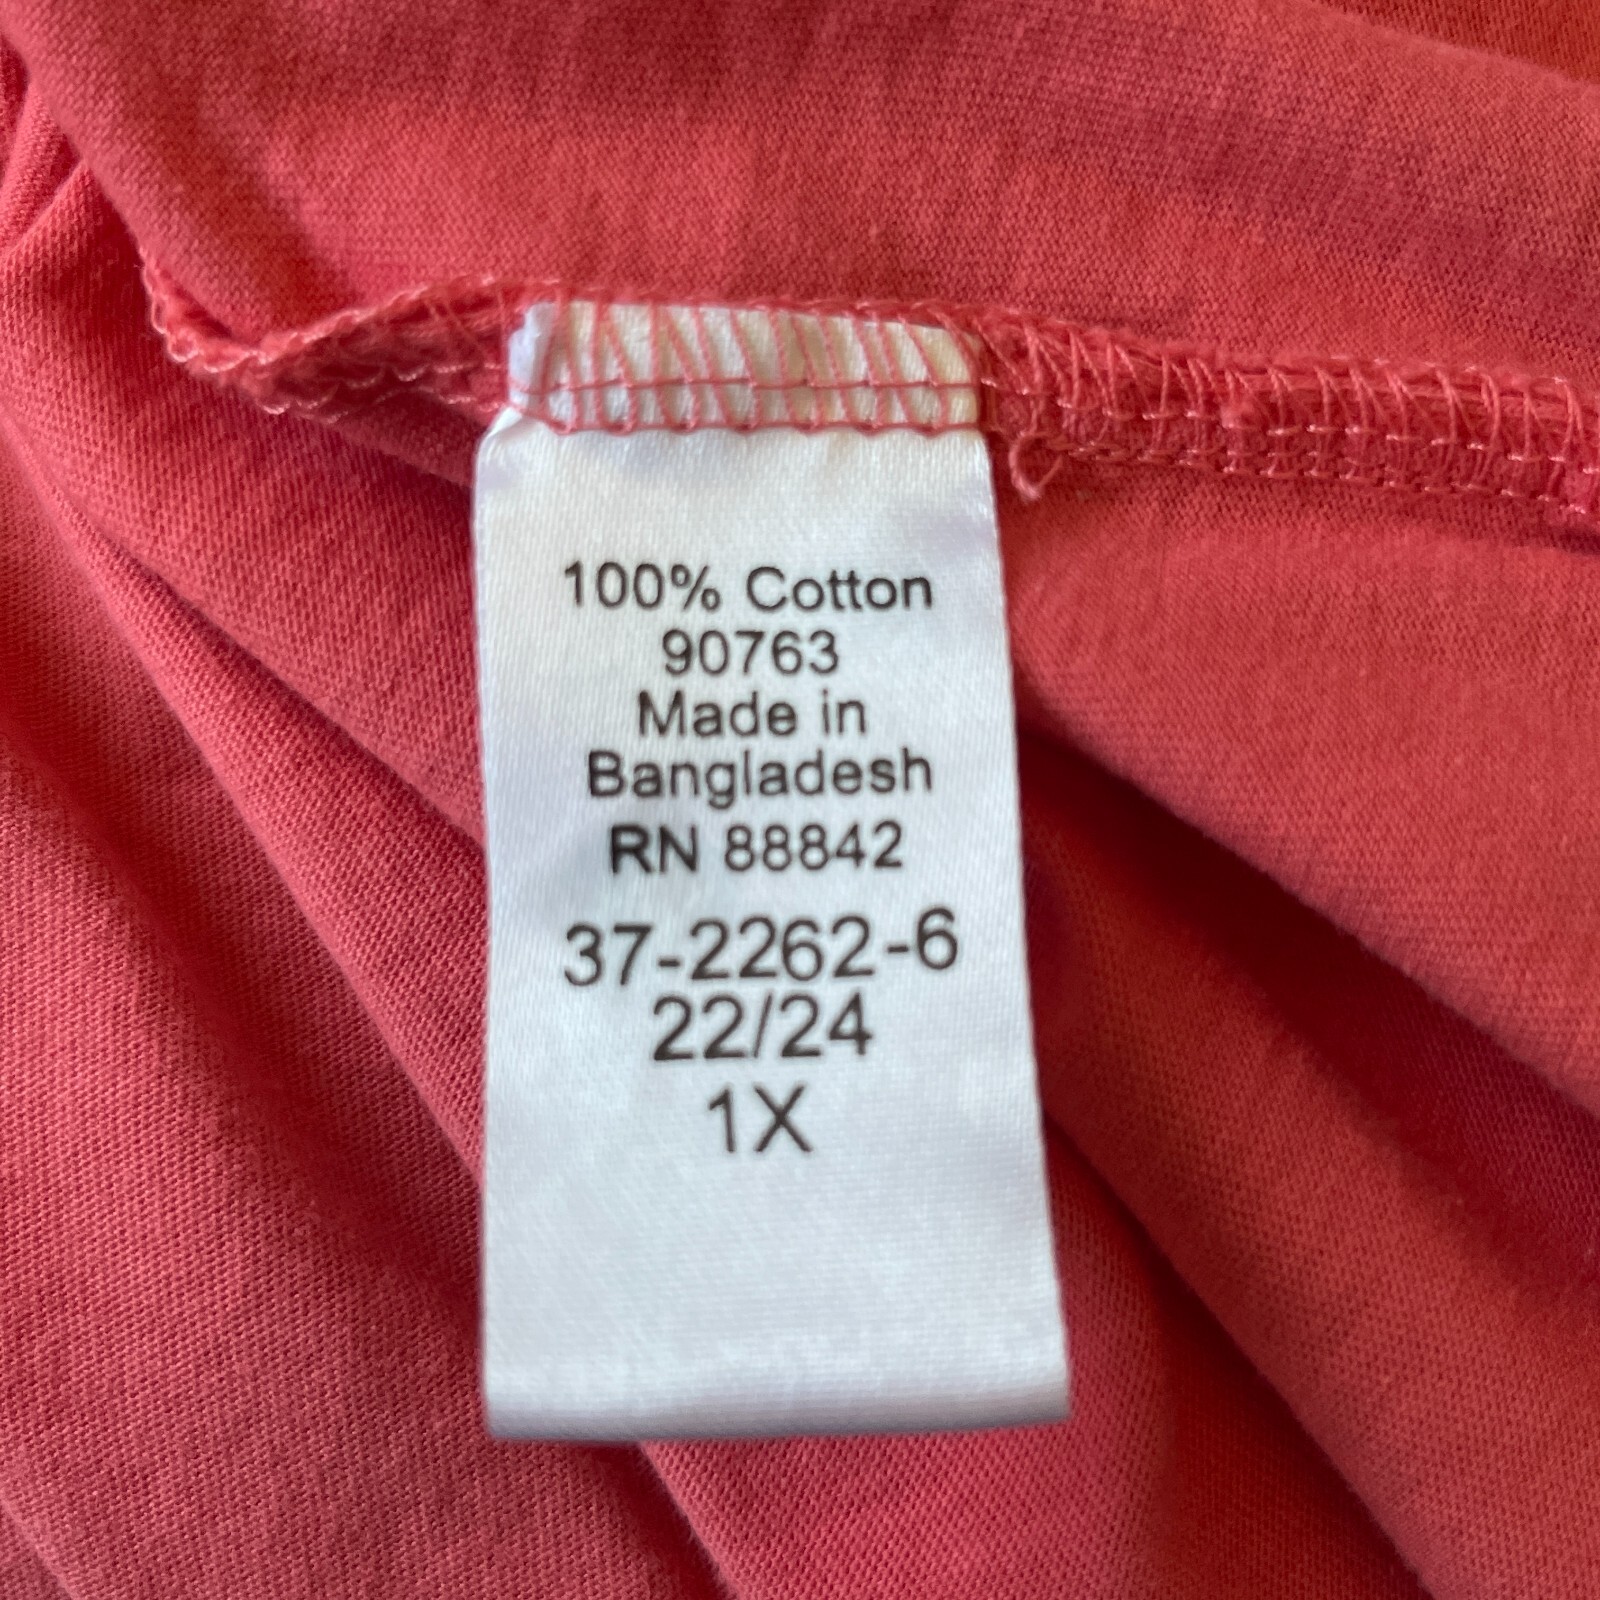 100% Cotton
90763
Made in
Bangladesh
RN 88842
37-2262-6
22/24
1X